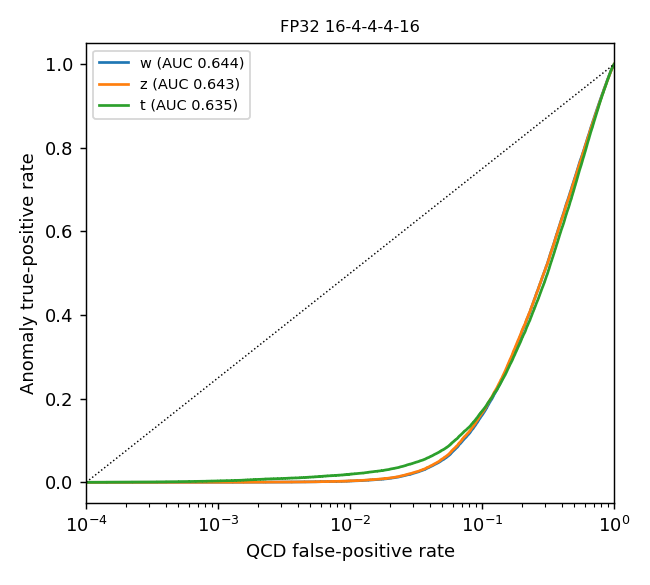 FP32 16-4-4-4-16
w (AUC 0.644)
z (AUC 0.643)
t (AUC 0.635)
Anomaly true-positive rate
1.0
0.8
0.6
0.4
0.2
0.0
10⁻⁴ 10⁻³ 10⁻² 10⁻¹ 10⁰
QCD false-positive rate